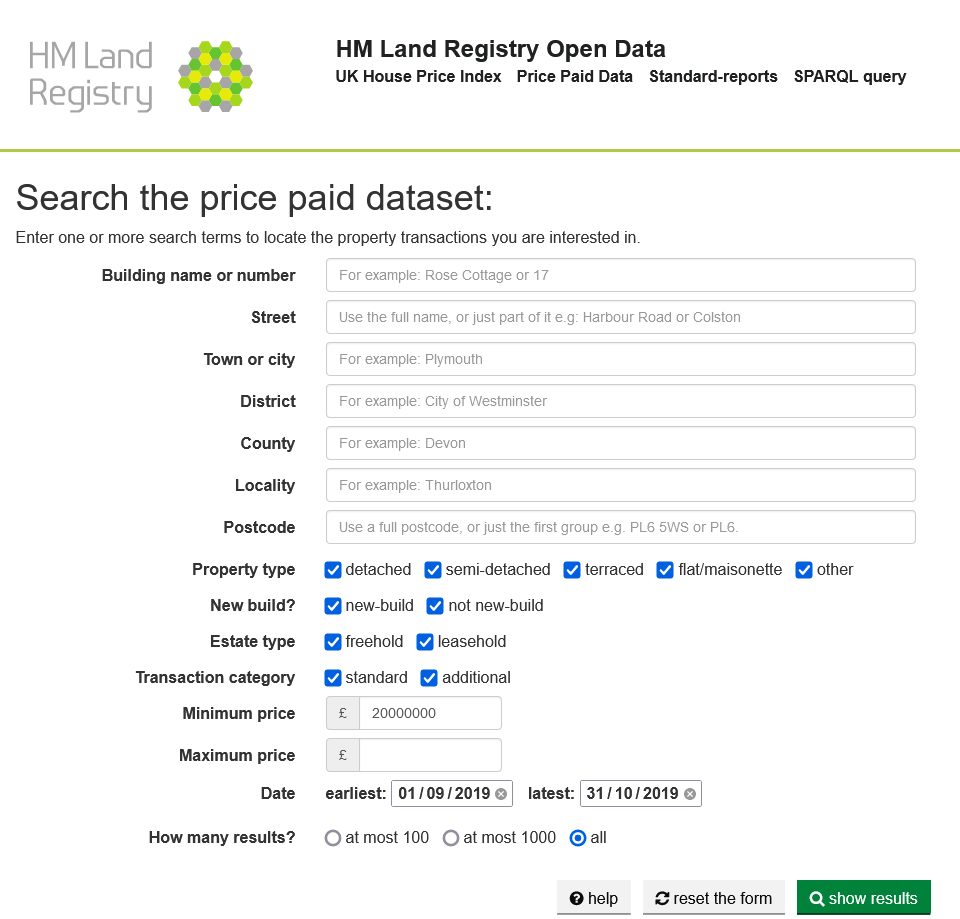 HM Land
Registry
HM Land Registry Open Data
UK House Price Index Price Paid Data Standard-reports SPARQL query
Search the price paid dataset:
Enter one or more search terms to locate the property transactions you are interested in.
Building name or number For example: Rose Cottage or 17
Street Use the full name, or just part of it e.g: Harbour Road or Colston
Town or city For example: Plymouth
District For example: City of Westminster
County For example: Devon
Locality For example: Thurloxton
Postcode Use a full postcode, or just the first group e.g. PL6 5WS or PL6.
Property type detached semi-detached terraced flat/maisonette other
New build? new-build not new-build
Estate type freehold leasehold
Transaction category standard additional
Minimum price £ 20000000
Maximum price £
Date earliest: 01/09/2019 latest: 31/10/2019
How many results? at most 100 at most 1000 all
help reset the form show results